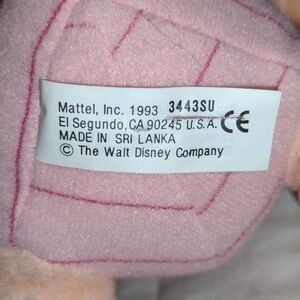 Mattel, Inc. 1993 3443SU
El Segundo, CA 90245 U.S.A. CE
MADE IN SRI LANKA
© The Walt Disney Company